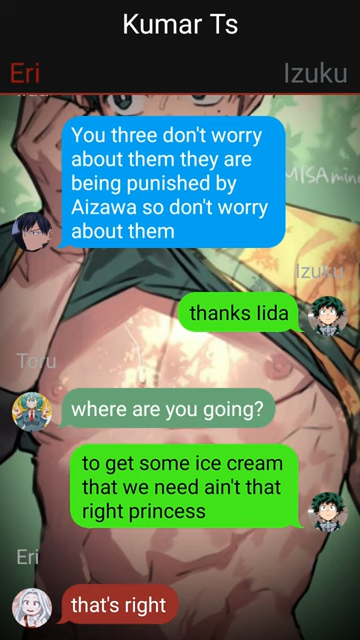 Kumar Ts
Eri
Izuku
You three don't worry
about them they are
being punished by
Aizawa so don't worry
about them
Izuku
thanks Iida
Toru
where are you going?
to get some ice cream
that we need ain't that
right princess
Eri
that's right